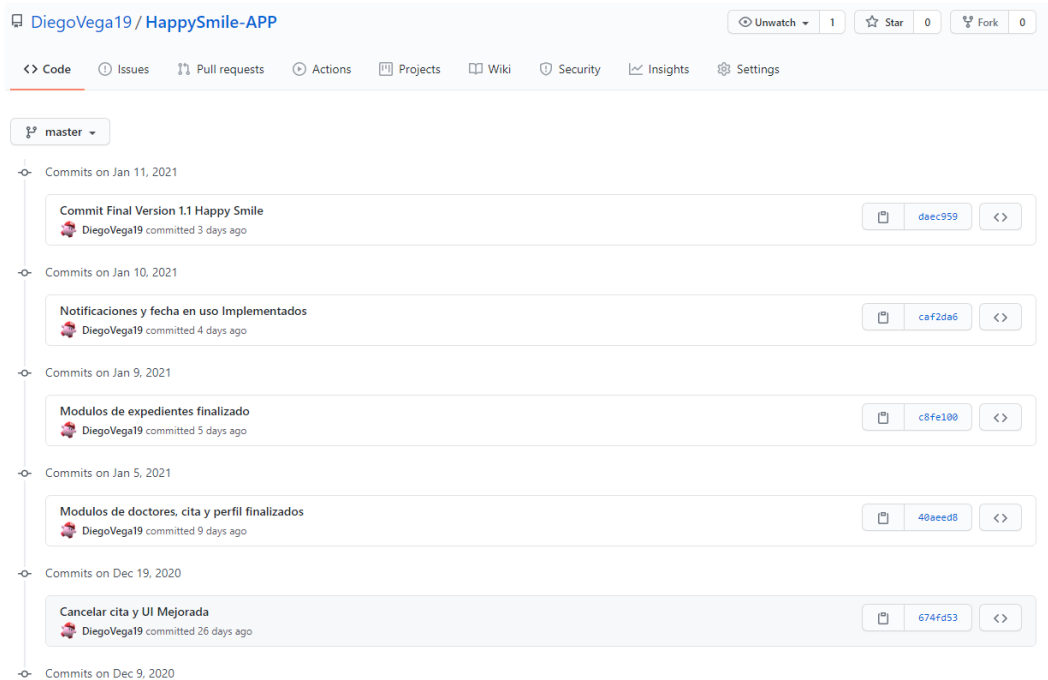 DiegoVega19 / HappySmile-APP
Unwatch 1 Star 0 Fork 0
Code Issues Pull requests Actions Projects Wiki Security Insights Settings
master
Commits on Jan 11, 2021
Commit Final Version 1.1 Happy Smile
DiegoVega19 committed 3 days ago
daec959
Commits on Jan 10, 2021
Notificaciones y fecha en uso Implementados
DiegoVega19 committed 4 days ago
caf2da6
Commits on Jan 9, 2021
Modulos de expedientes finalizado
DiegoVega19 committed 5 days ago
c8fe100
Commits on Jan 5, 2021
Modulos de doctores, cita y perfil finalizados
DiegoVega19 committed 9 days ago
40aeed8
Commits on Dec 19, 2020
Cancelar cita y UI Mejorada
DiegoVega19 committed 26 days ago
674fd53
Commits on Dec 9, 2020